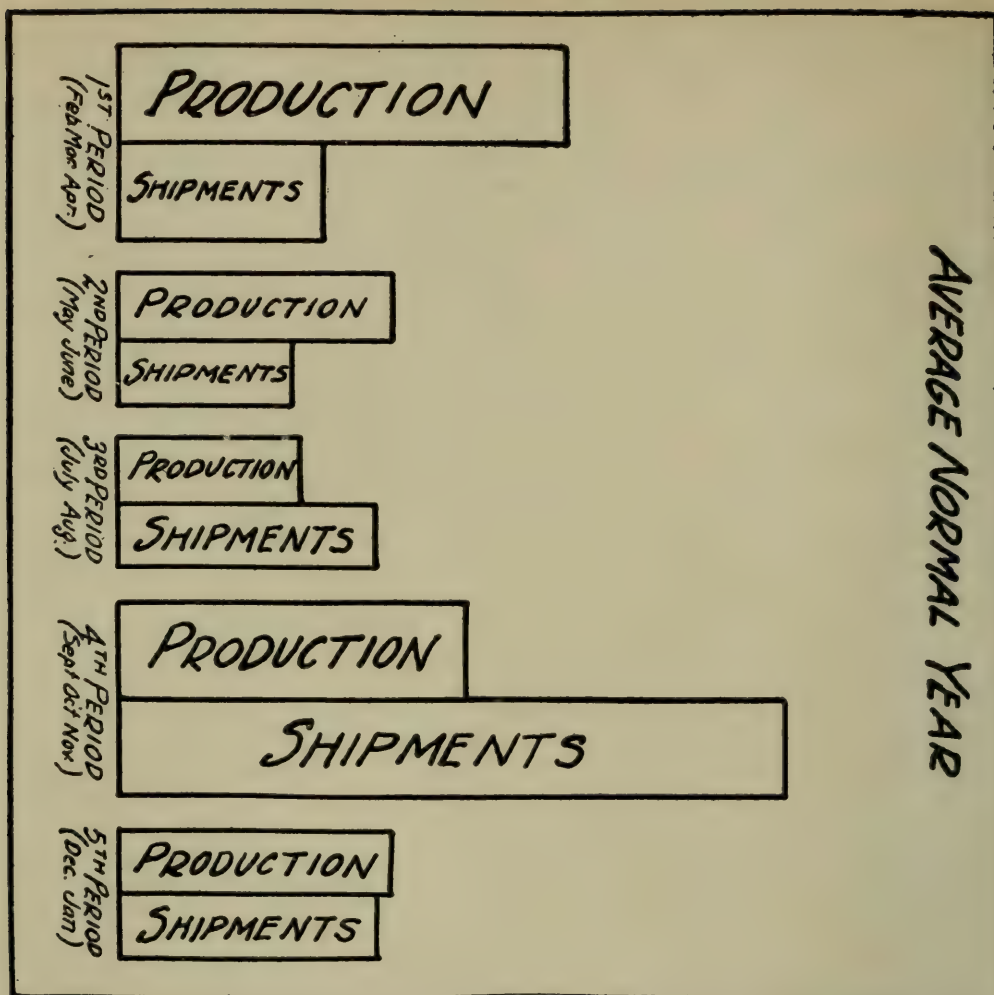 AVERAGE NORMAL YEAR
1ST PERIOD
(Feb Mar Apr.)
PRODUCTION
SHIPMENTS
2ND PERIOD
(May June)
PRODUCTION
SHIPMENTS
3RD PERIOD
(July Aug.)
PRODUCTION
SHIPMENTS
4TH PERIOD
(Sept Oct Nov.)
PRODUCTION
SHIPMENTS
5TH PERIOD
(Dec. Jan)
PRODUCTION
SHIPMENTS